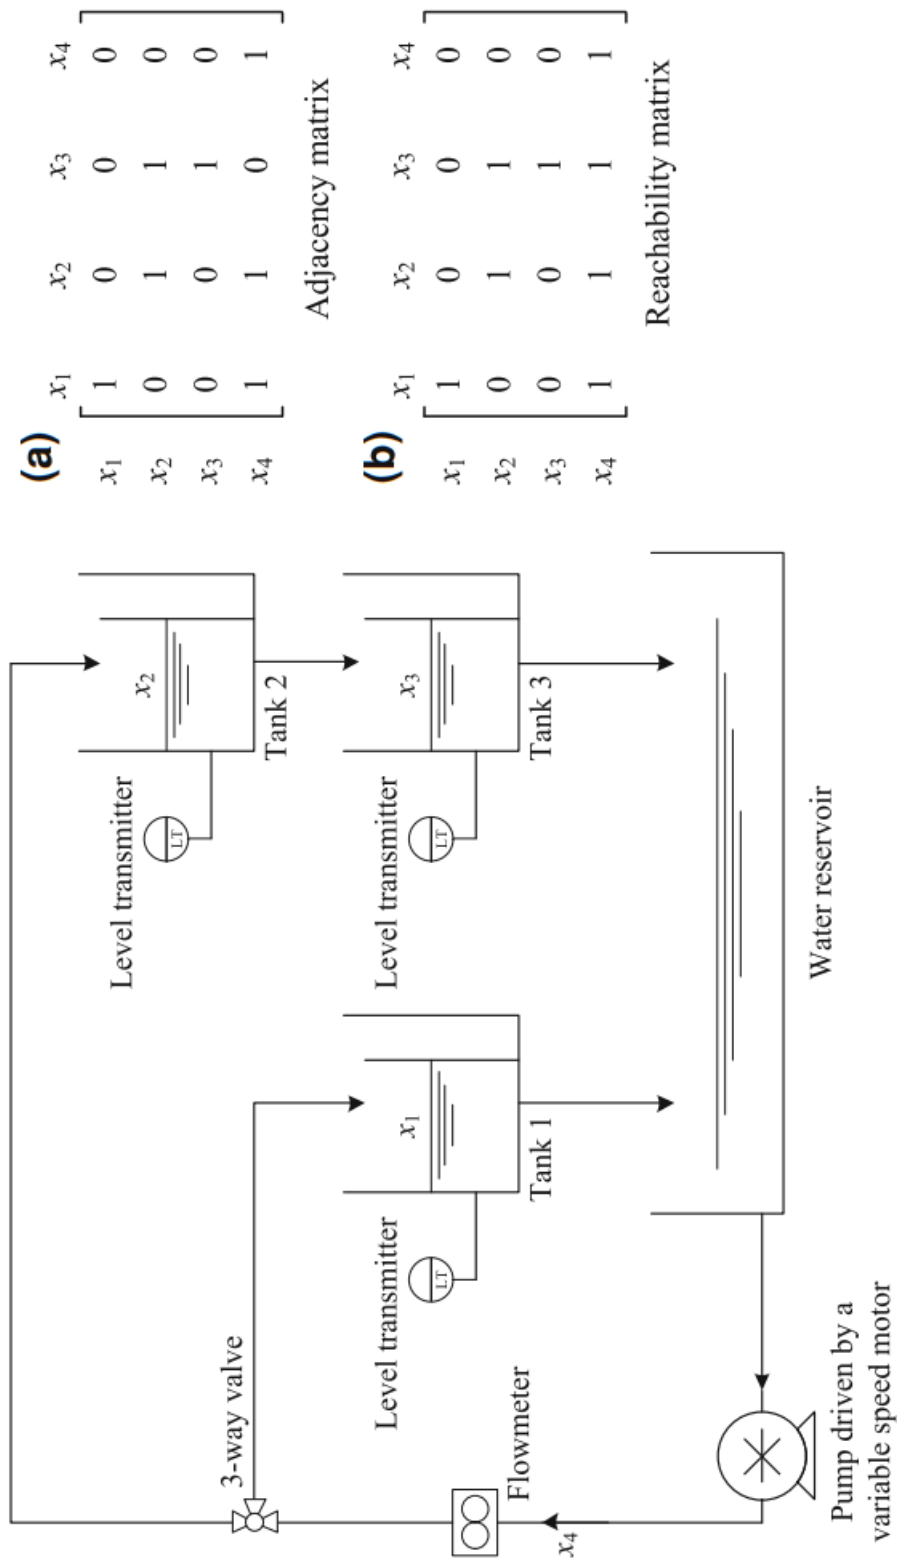 3-way valve
Flowmeter
x4
Pump driven by a
variable speed motor
Level transmitter
LT
x1
Tank 1
Level transmitter
LT
x2
Tank 2
Level transmitter
LT
x3
Tank 3
Water reservoir
(a)
x1 x2 x3 x4
x1 1 0 0 0
x2 0 1 1 0
x3 0 0 1 0
x4 1 1 0 1
Adjacency matrix
(b)
x1 x2 x3 x4
x1 1 0 0 0
x2 0 1 1 0
x3 0 0 1 0
x4 1 1 1 1
Reachability matrix